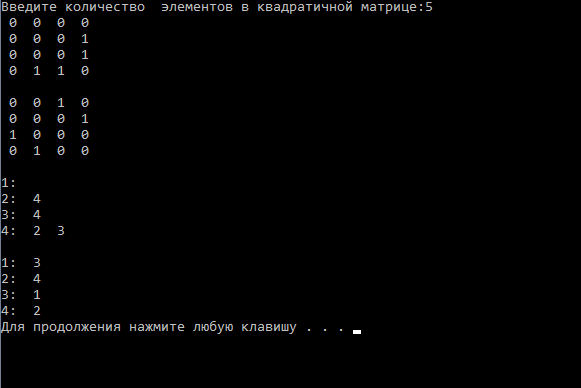 Введите количество  элементов в квадратичной матрице:5
0  0  0  0
0  0  0  1
0  0  0  1
0  1  1  0
0  0  1  0
0  0  0  1
1  0  0  0
0  1  0  0
1:
2:  4
3:  4
4:  2  3
1:  3
2:  4
3:  1
4:  2
Для продолжения нажмите любую клавишу . . .